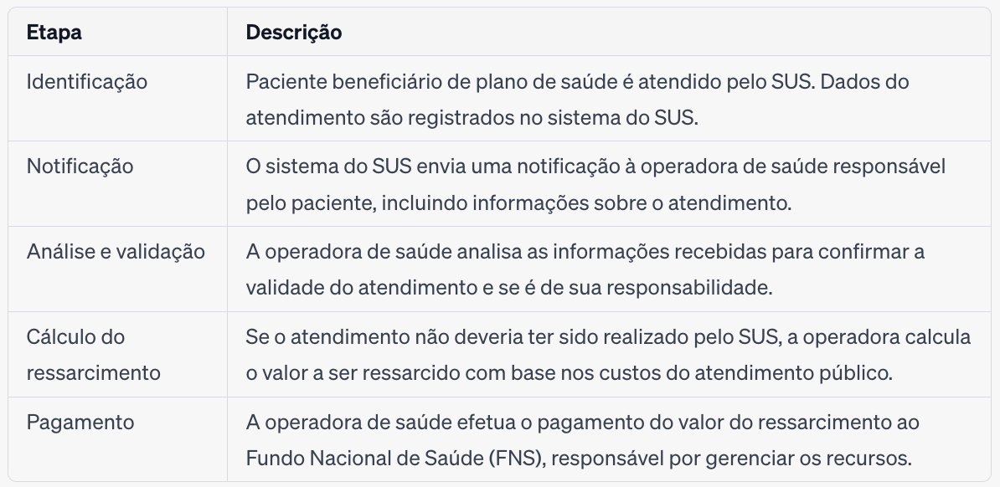 Etapa
Descrição
Identificação
Paciente beneficiário de plano de saúde é atendido pelo SUS. Dados do
atendimento são registrados no sistema do SUS.
Notificação
O sistema do SUS envia uma notificação à operadora de saúde responsável
pelo paciente, incluindo informações sobre o atendimento.
Análise e validação
A operadora de saúde analisa as informações recebidas para confirmar a
validade do atendimento e se é de sua responsabilidade.
Cálculo do
ressarcimento
Se o atendimento não deveria ter sido realizado pelo SUS, a operadora calcula
o valor a ser ressarcido com base nos custos do atendimento público.
Pagamento
A operadora de saúde efetua o pagamento do valor do ressarcimento ao
Fundo Nacional de Saúde (FNS), responsável por gerenciar os recursos.